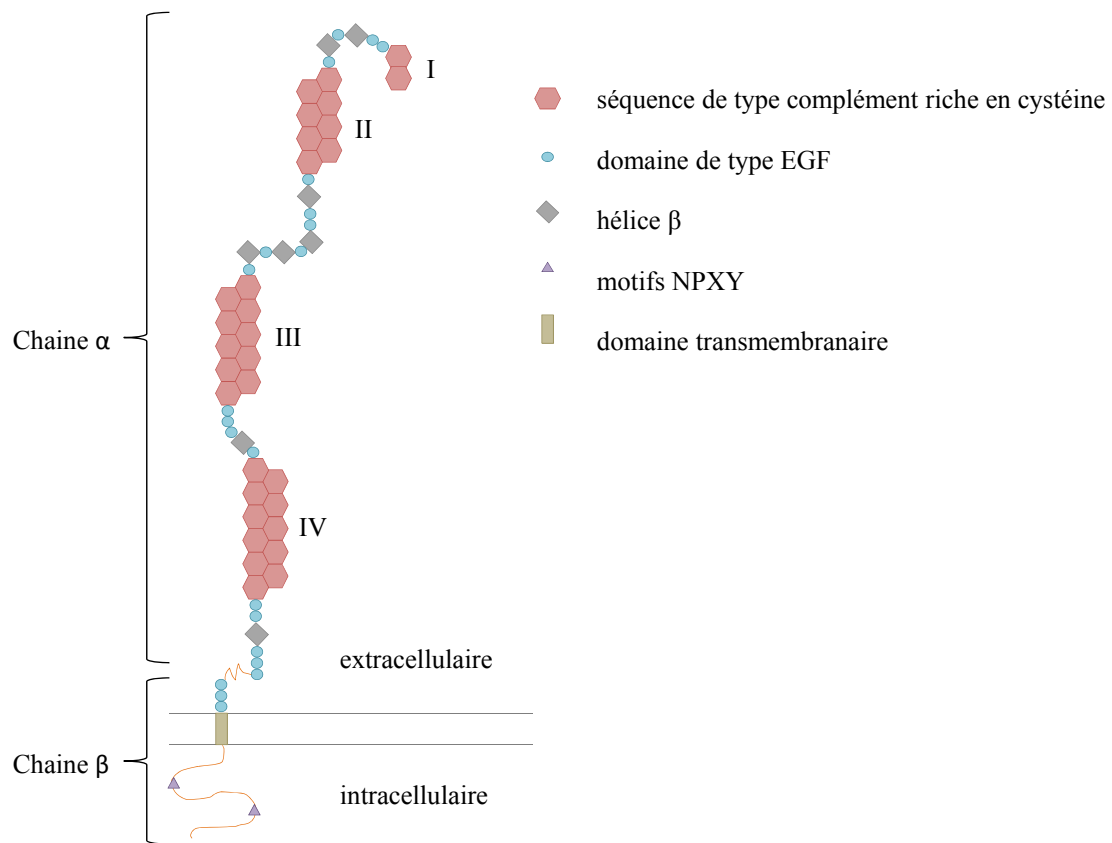 I
II
III
IV
séquence de type complément riche en cystéine
domaine de type EGF
hélice β
motifs NPXY
domaine transmembranaire
Chaine α
extracellulaire
Chaine β
intracellulaire